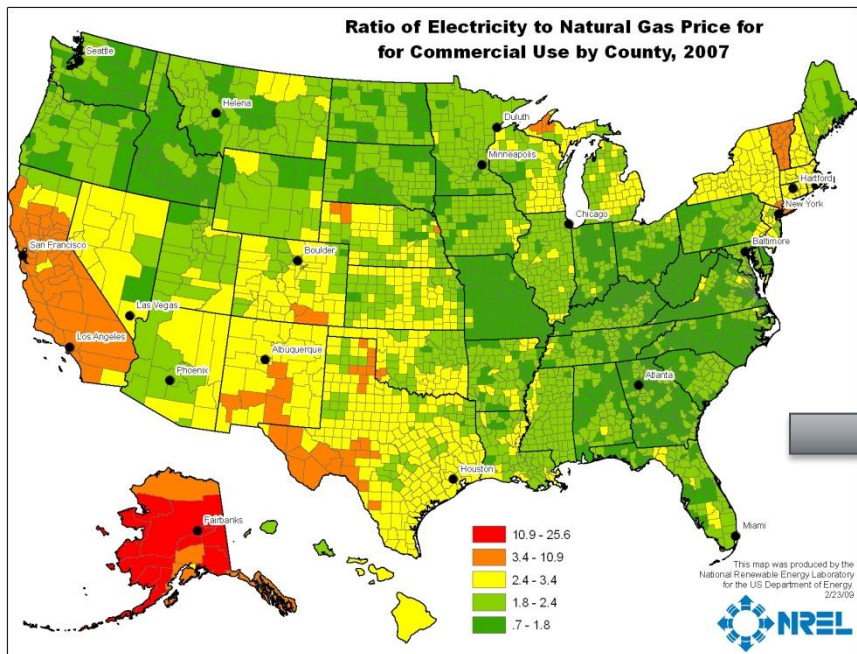 Ratio of Electricity to Natural Gas Price for
for Commercial Use by County, 2007
Seattle
Helena
Duluth
Minneapolis
Hartford
New York
Chicago
Baltimore
San Francisco
Boulder
Las Vegas
Los Angeles
Albuquerque
Phoenix
Atlanta
Houston
Miami
Fairbanks
10.9 - 25.6
3.4 - 10.9
2.4 - 3.4
1.8 - 2.4
.7 - 1.8
This map was produced by the
National Renewable Energy Laboratory
for the US Department of Energy.
2/23/09
NREL